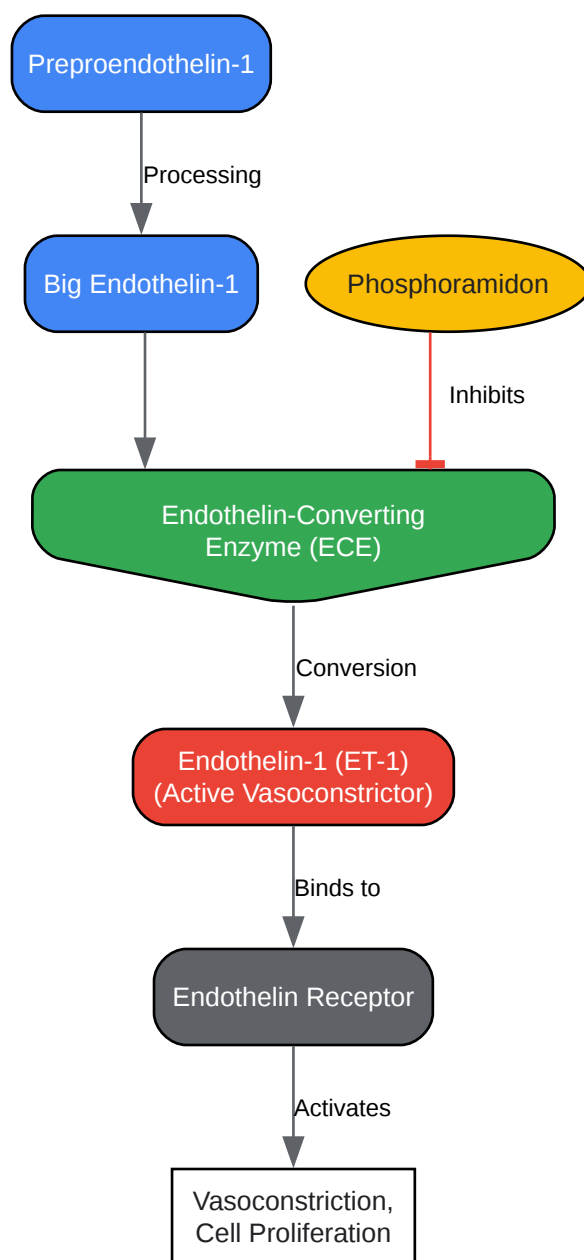 Preproendothelin-1
Processing
Big Endothelin-1
Phosphoramidon
Inhibits
Endothelin-Converting
Enzyme (ECE)
Conversion
Endothelin-1 (ET-1)
(Active Vasoconstrictor)
Binds to
Endothelin Receptor
Activates
Vasoconstriction,
Cell Proliferation